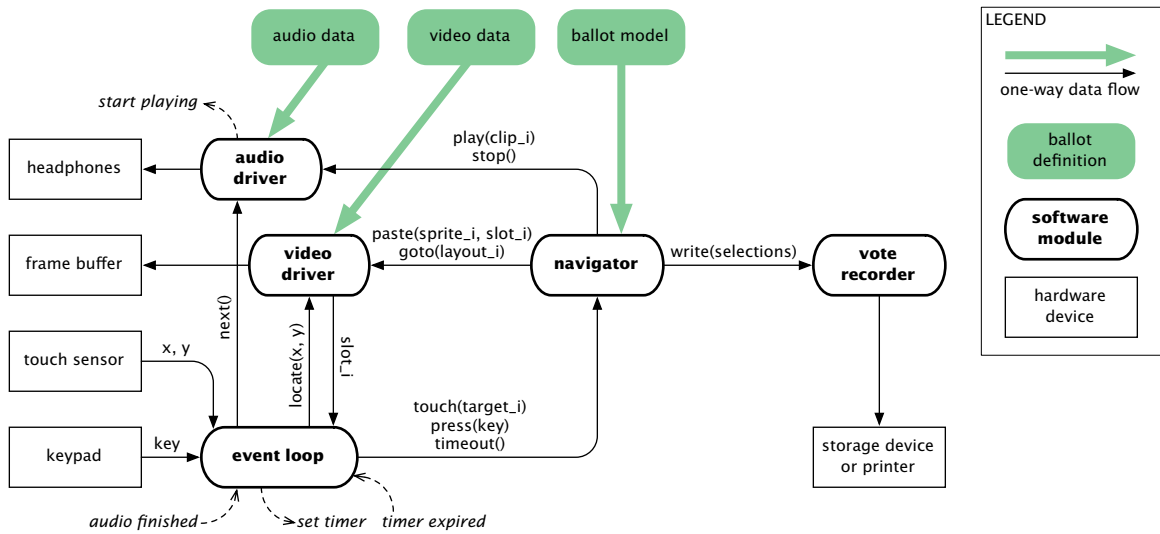 audio data
video data
ballot model
LEGEND
one-way data flow
ballot
definition
software
module
hardware
device
start playing
headphones
audio
driver
play(clip_i)
stop()
frame buffer
video
driver
paste(sprite_i, slot_i)
goto(layout_i)
navigator
write(selections)
vote
recorder
next()
locate(x, y)
slot_i
touch sensor
x, y
keypad
key
event loop
touch(target_i)
press(key)
timeout()
storage device
or printer
audio finished
set timer
timer expired